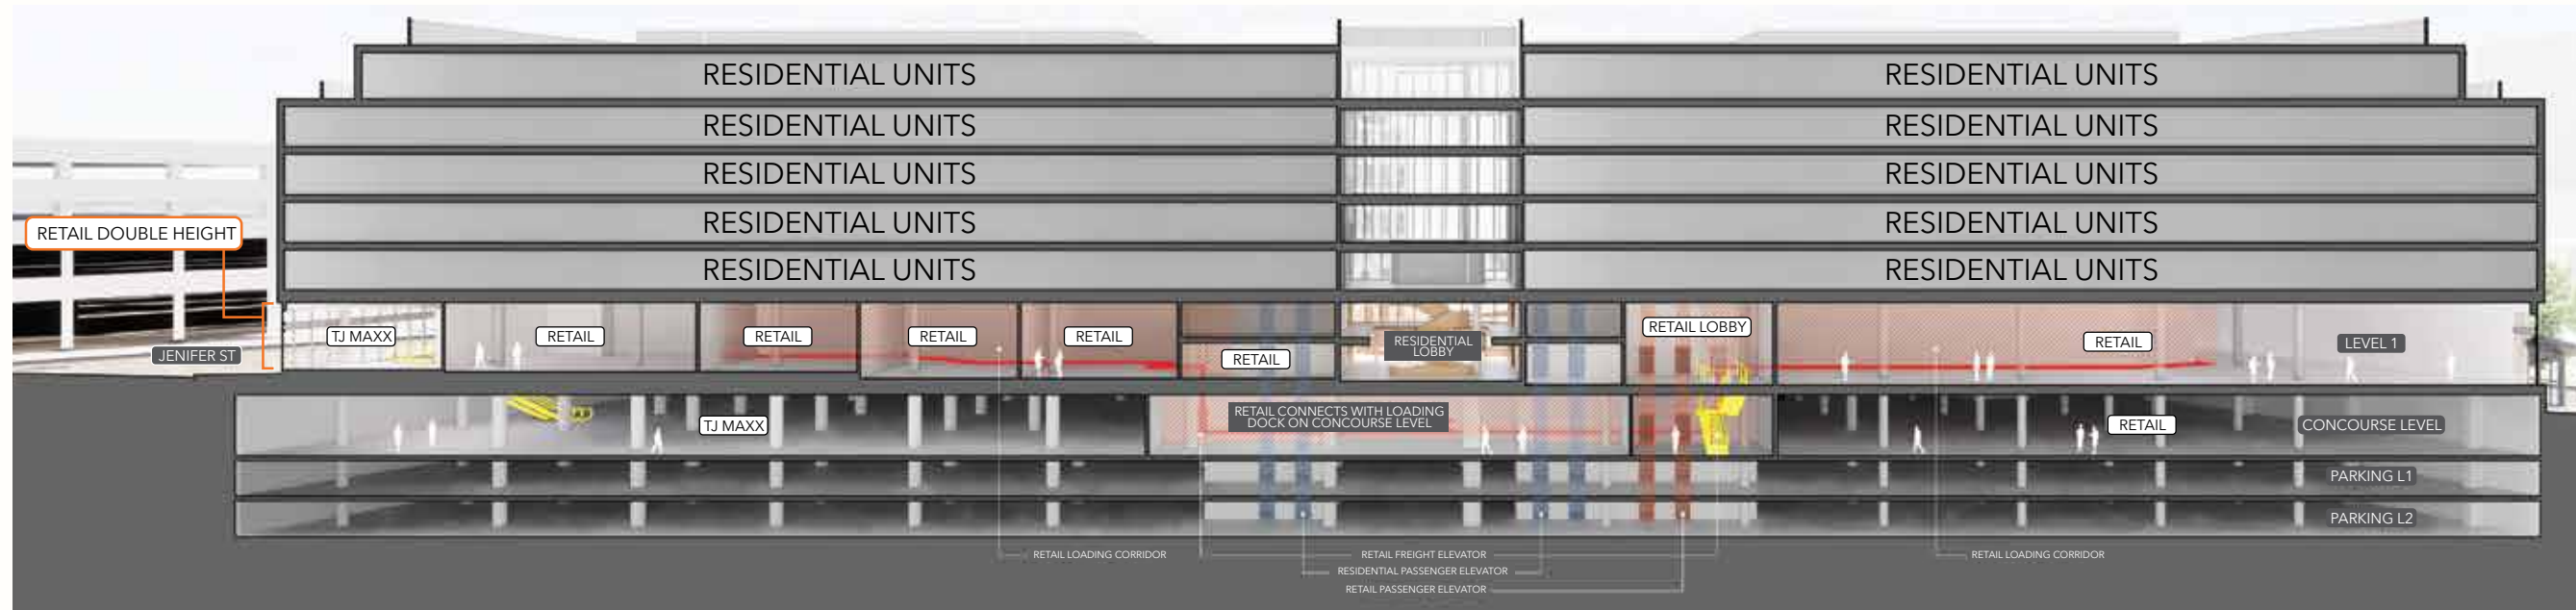 RESIDENTIAL UNITS
RESIDENTIAL UNITS
RESIDENTIAL UNITS
RESIDENTIAL UNITS
RESIDENTIAL UNITS
RESIDENTIAL UNITS
RESIDENTIAL UNITS
RESIDENTIAL UNITS
RESIDENTIAL UNITS
RESIDENTIAL UNITS
RETAIL DOUBLE HEIGHT
JENIFER ST
TJ MAXX
RETAIL
RETAIL
RETAIL
RETAIL
RETAIL
RESIDENTIAL
LOBBY
RETAIL LOBBY
RETAIL
LEVEL 1
TJ MAXX
RETAIL CONNECTS WITH LOADING
DOCK ON CONCOURSE LEVEL
RETAIL
CONCOURSE LEVEL
PARKING L1
PARKING L2
RETAIL LOADING CORRIDOR
RETAIL FREIGHT ELEVATOR
RETAIL LOADING CORRIDOR
RESIDENTIAL PASSENGER ELEVATOR
RETAIL PASSENGER ELEVATOR